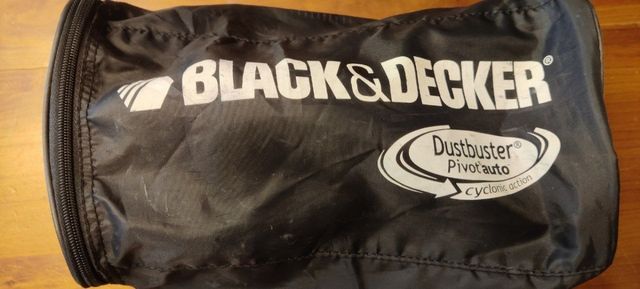 BLACK&DECKER®
Dustbuster®
Pivot®auto
cyclonic action